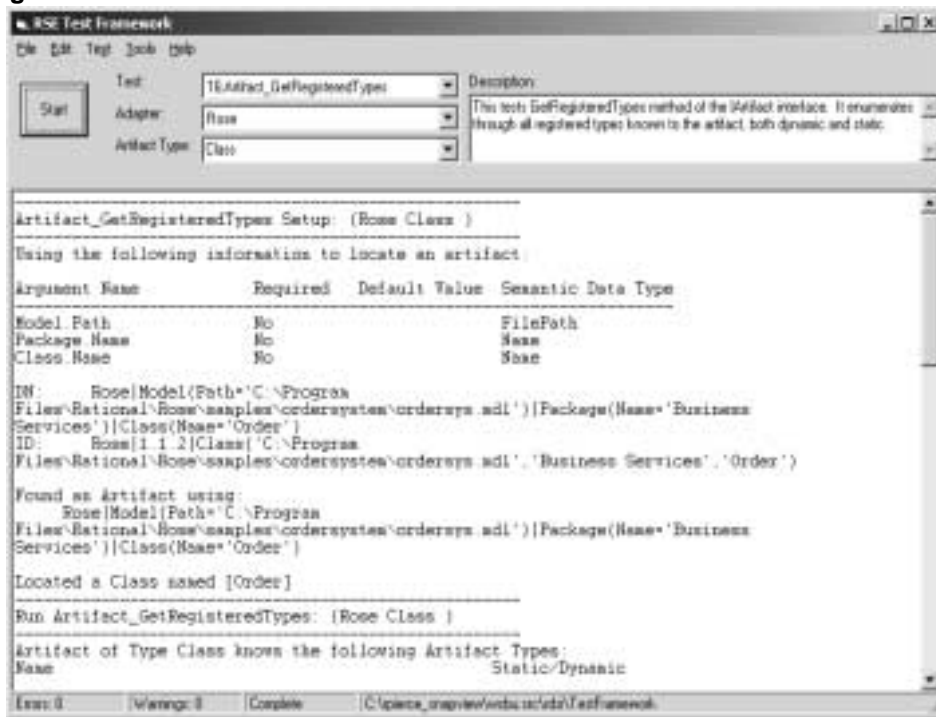 RSE Test Framework
File Edit Test Tools Help
Start
Test:
16.Artifact_GetRegisteredTypes
Adapter:
Rose
Artifact Type:
Class
Description:
This tests GetRegisteredTypes method of the IArtifact interface. It enumerates
through all registered types known to the artifact, both dynamic and static.
Artifact_GetRegisteredTypes Setup: (Rose Class )
Using the following information to locate an artifact:
Argument Name Required Default Value Semantic Data Type
Model.Path No FilePath
Package.Name No Name
Class.Name No Name
DN: Rose|Model(Path='C:\Program
Files\Rational\Rose\samples\ordersystem\ordersys.mdl')|Package(Name='Business
Services')|Class(Name='Order')
ID: Rose|1.1.2|Class('C:\Program
Files\Rational\Rose\samples\ordersystem\ordersys.mdl','Business Services','Order')
Found an Artifact using:
Rose|Model(Path='C:\Program
Files\Rational\Rose\samples\ordersystem\ordersys.mdl')|Package(Name='Business
Services')|Class(Name='Order')
Located a Class named [Order]
Run Artifact_GetRegisteredTypes: (Rose Class )
Artifact of Type Class knows the following Artifact Types:
Name Static/Dynamic
Errors: 0 Warnings: 0 Complete